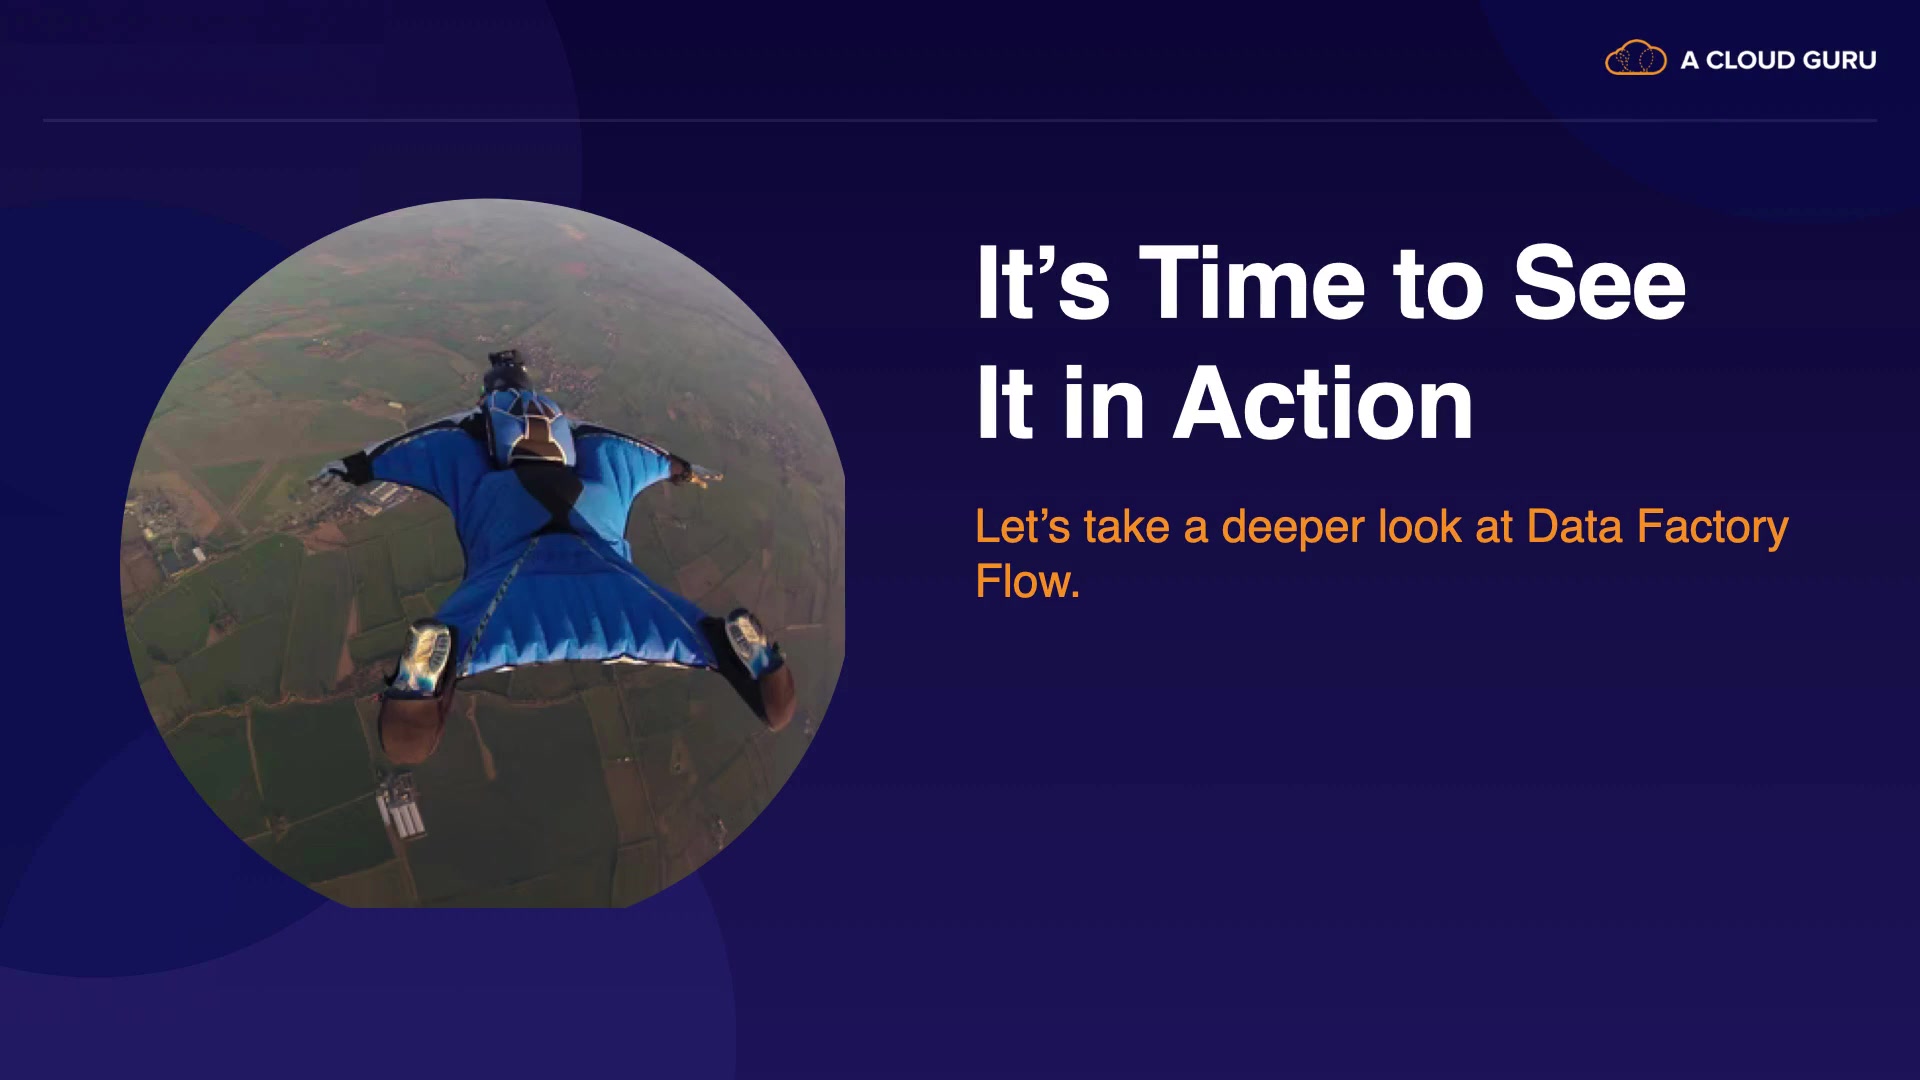 A CLOUD GURU
It’s Time to See
It in Action
Let’s take a deeper look at Data Factory
Flow.